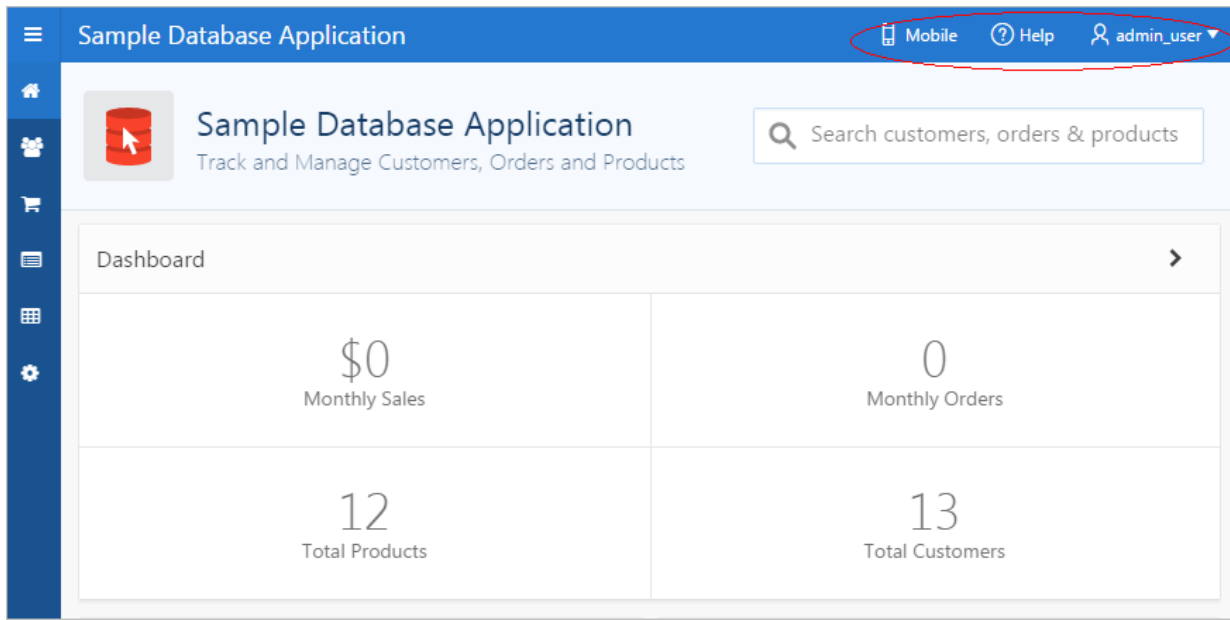 Sample Database Application
Mobile
Help
admin_user
Sample Database Application
Track and Manage Customers, Orders and Products
Search customers, orders & products
Dashboard
$0
Monthly Sales
0
Monthly Orders
12
Total Products
13
Total Customers